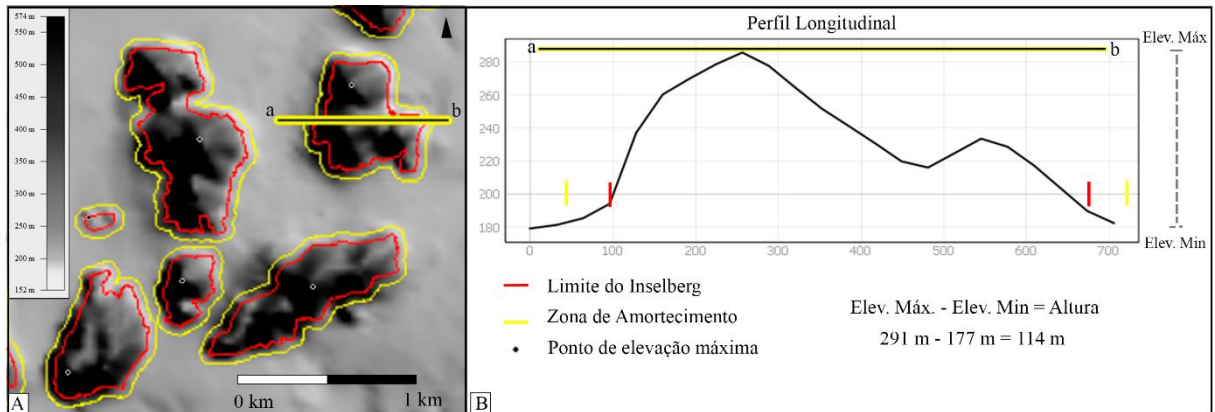 574 m
550 m
500 m
450 m
400 m
350 m
300 m
250 m
200 m
152 m
a
b
0 km
1 km
A
Perfil Longitudinal
Elev. Máx
a
b
280
260
240
220
200
180
0
100
200
300
400
500
600
700
Elev. Min
Limite do Inselberg
Zona de Amortecimento
Ponto de elevação máxima
Elev. Máx. - Elev. Min = Altura
291 m - 177 m = 114 m
B